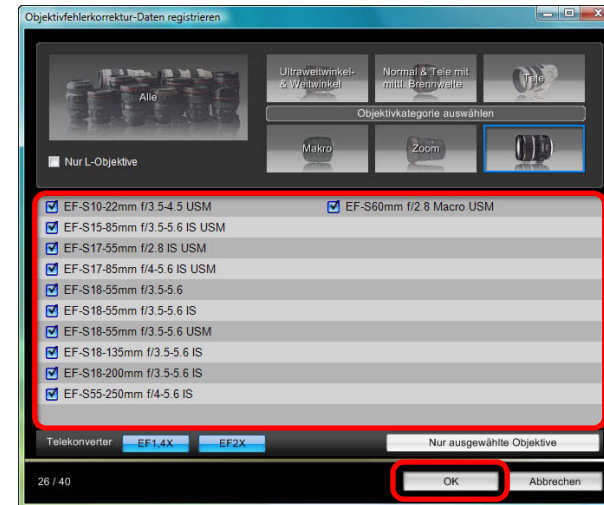 Objektivfehlerkorrektur-Daten registrieren
Alle
Ultraweitwinkel-
& Weitwinkel
Normal & Tele mit
mittl. Brennweite
Tele
Objektivkategorie auswählen
Makro
Zoom
Nur L-Objektive
EF-S10-22mm f/3.5-4.5 USM
EF-S60mm f/2.8 Macro USM
EF-S15-85mm f/3.5-5.6 IS USM
EF-S17-55mm f/2.8 IS USM
EF-S17-85mm f/4-5.6 IS USM
EF-S18-55mm f/3.5-5.6
EF-S18-55mm f/3.5-5.6 IS
EF-S18-55mm f/3.5-5.6 USM
EF-S18-135mm f/3.5-5.6 IS
EF-S18-200mm f/3.5-5.6 IS
EF-S55-250mm f/4-5.6 IS
Telekonverter EF1,4X EF2X Nur ausgewählte Objektive
26 / 40 OK Abbrechen